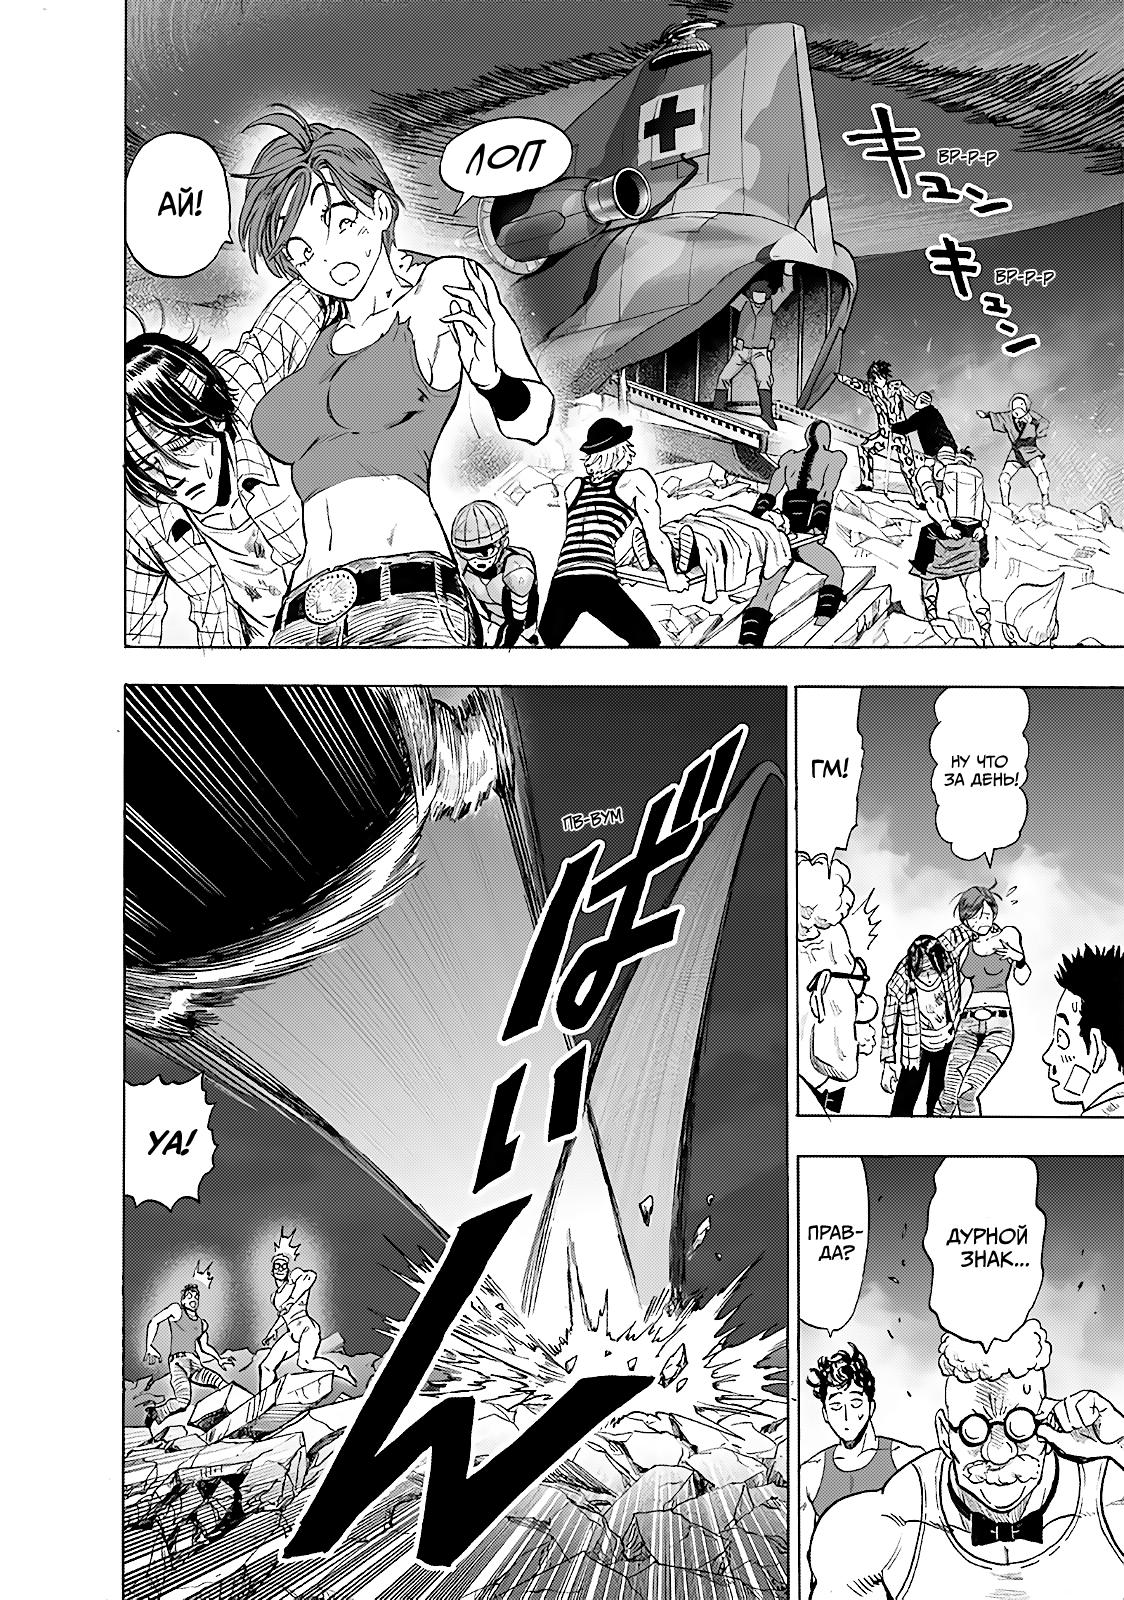 キュン
ВР-Р-Р
キュン
ВР-Р-Р
ЛОП
АЙ!
НУ ЧТО
ЗА ДЕНЬ!
ГМ!
ДУРНОЙ
ЗНАК...
ПРАВ-
ДА?
ПВ-БУМ
ばいん
УА!